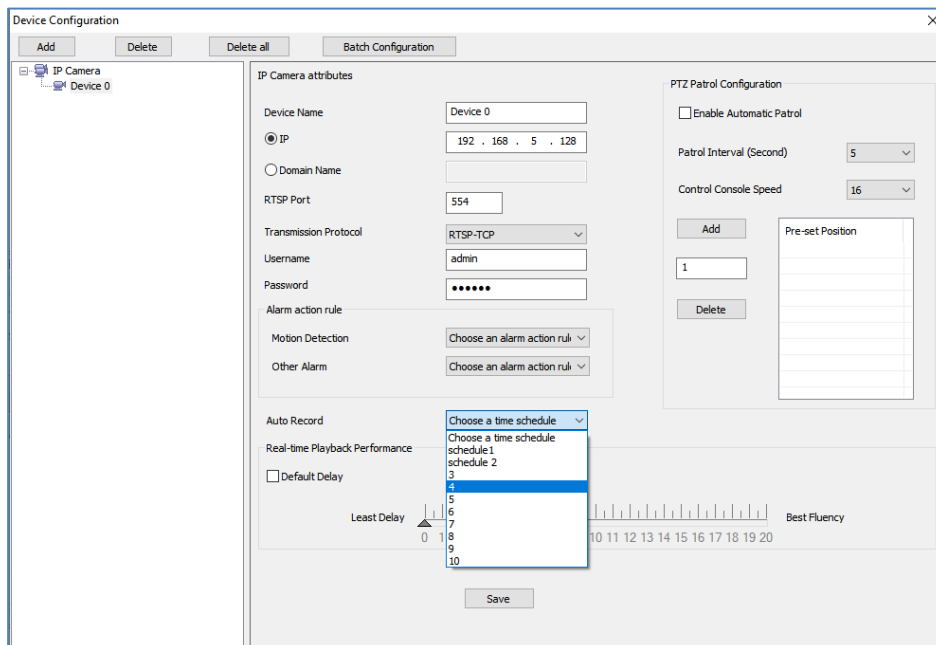 Device Configuration
Add Delete Delete all Batch Configuration
IP Camera
Device 0
IP Camera attributes
Device Name Device 0
IP 192 . 168 . 5 . 128
Domain Name
RTSP Port 554
Transmission Protocol RTSP-TCP
Username admin
Password ••••••
Alarm action rule
Motion Detection Choose an alarm action rul
Other Alarm Choose an alarm action rul
Auto Record Choose a time schedule
Choose a time schedule
schedule1
schedule 2
3
4
5
6
7
8
9
10
Real-time Playback Performance
Default Delay
Least Delay Best Fluency
0 1 10 11 12 13 14 15 16 17 18 19 20
Save
PTZ Patrol Configuration
Enable Automatic Patrol
Patrol Interval (Second) 5
Control Console Speed 16
Add Pre-set Position
1
Delete